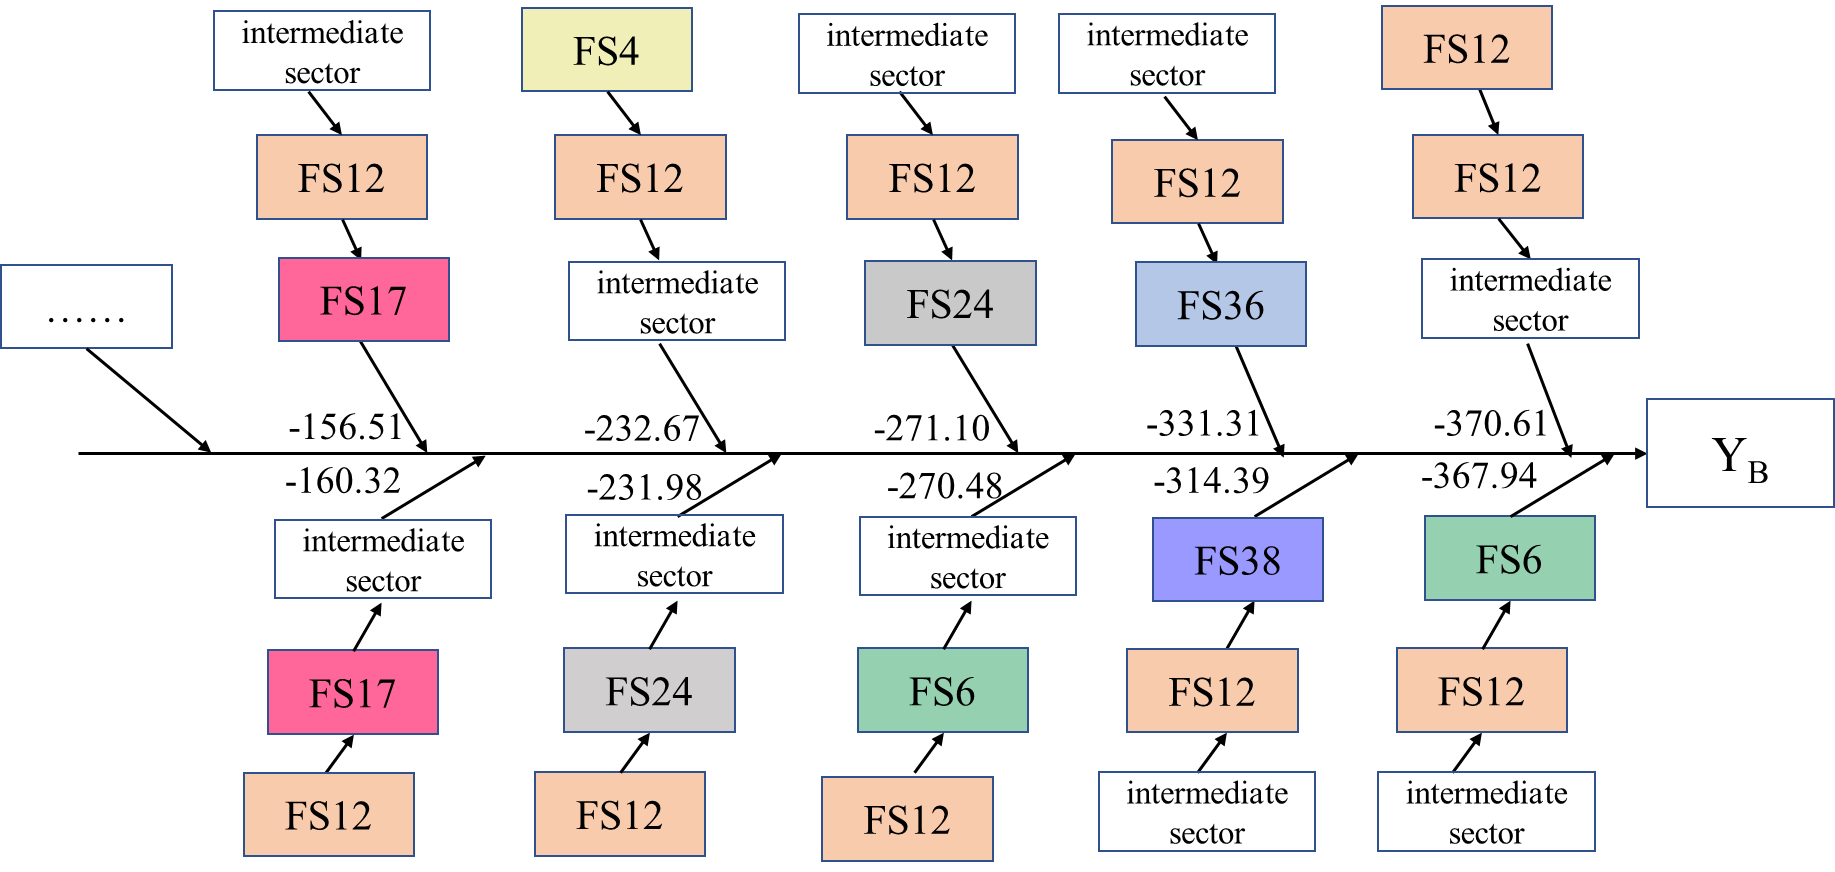 intermediate
sector
FS4
intermediate
sector
intermediate
sector
FS12
FS12
FS12
FS12
FS12
FS12
......
FS17
intermediate
sector
FS24
FS36
intermediate
sector
-156.51
-232.67
-271.10
-331.31
-370.61
YB
-160.32
-231.98
-270.48
-314.39
-367.94
intermediate
sector
intermediate
sector
intermediate
sector
FS38
FS6
FS17
FS24
FS6
FS12
FS12
FS12
FS12
FS12
intermediate
sector
intermediate
sector